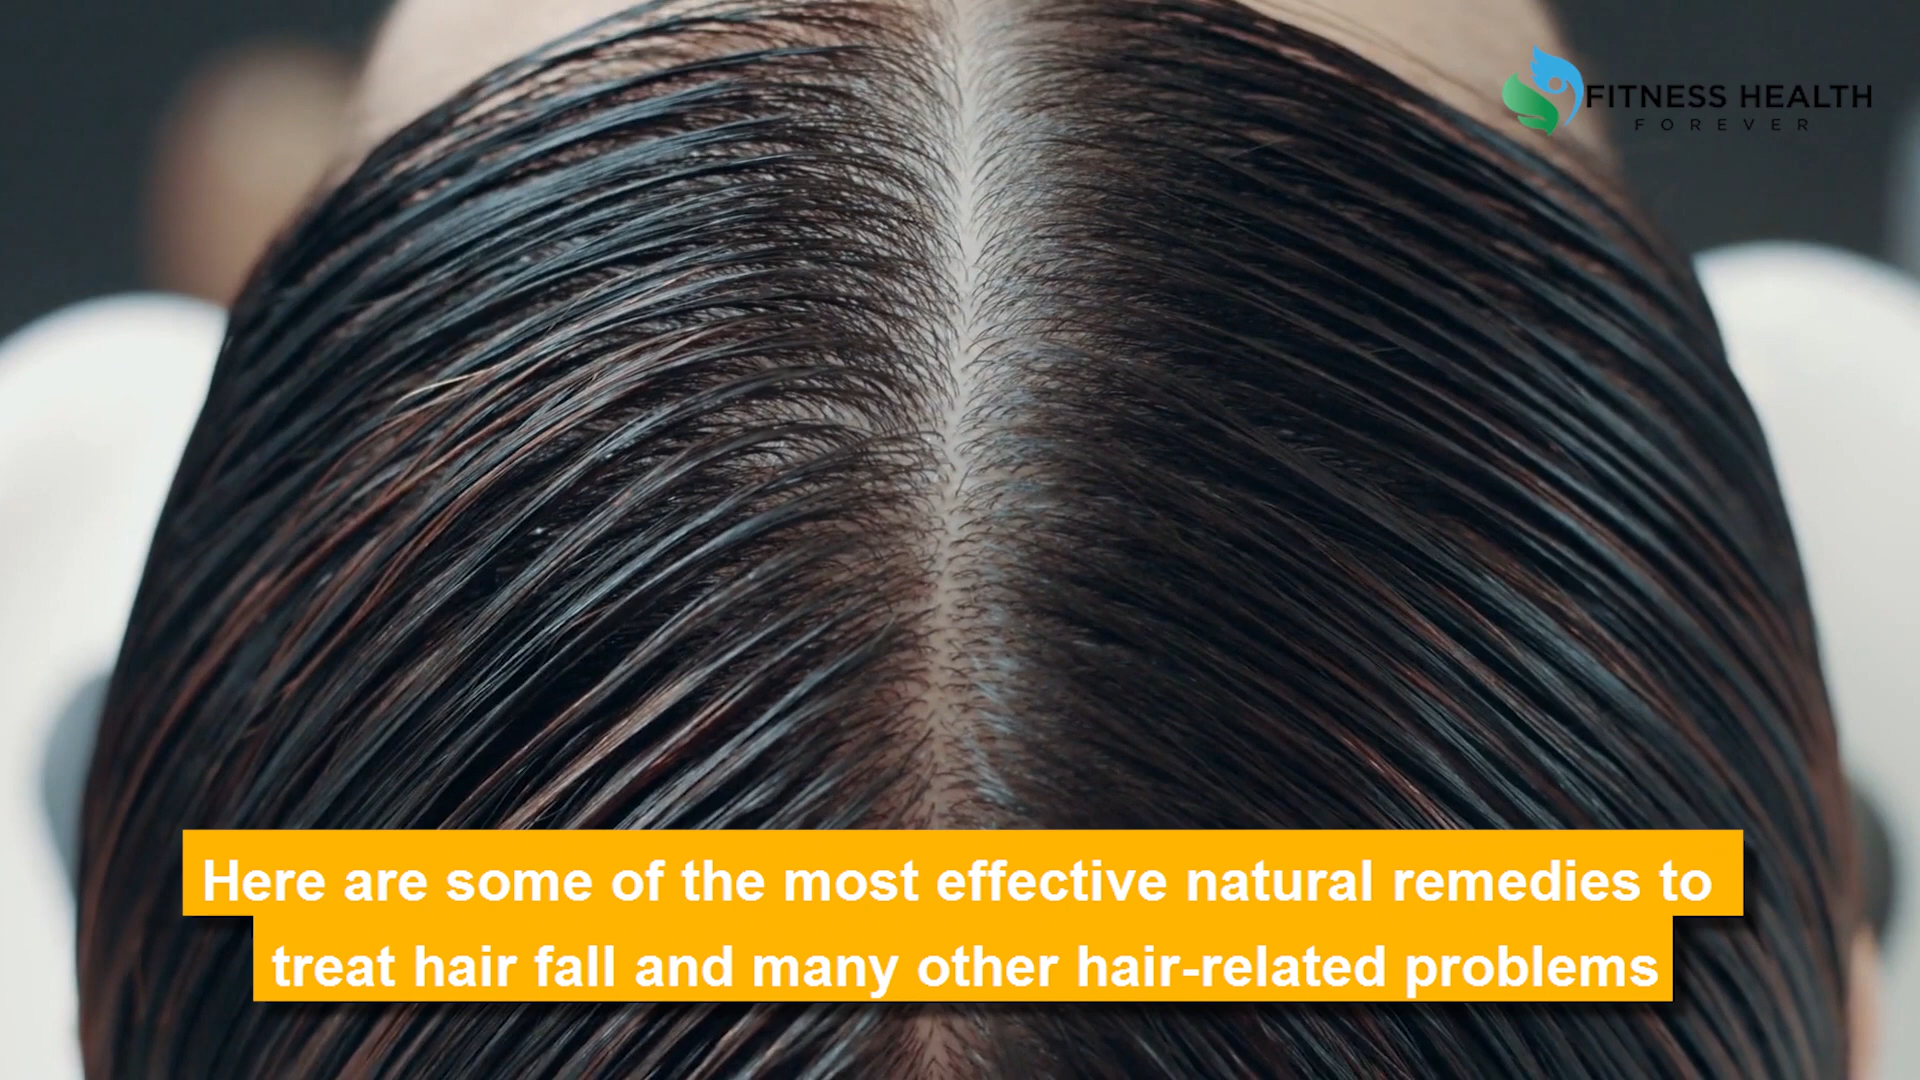 FITNESS HEALTH
FOREVER
Here are some of the most effective natural remedies to
treat hair fall and many other hair-related problems